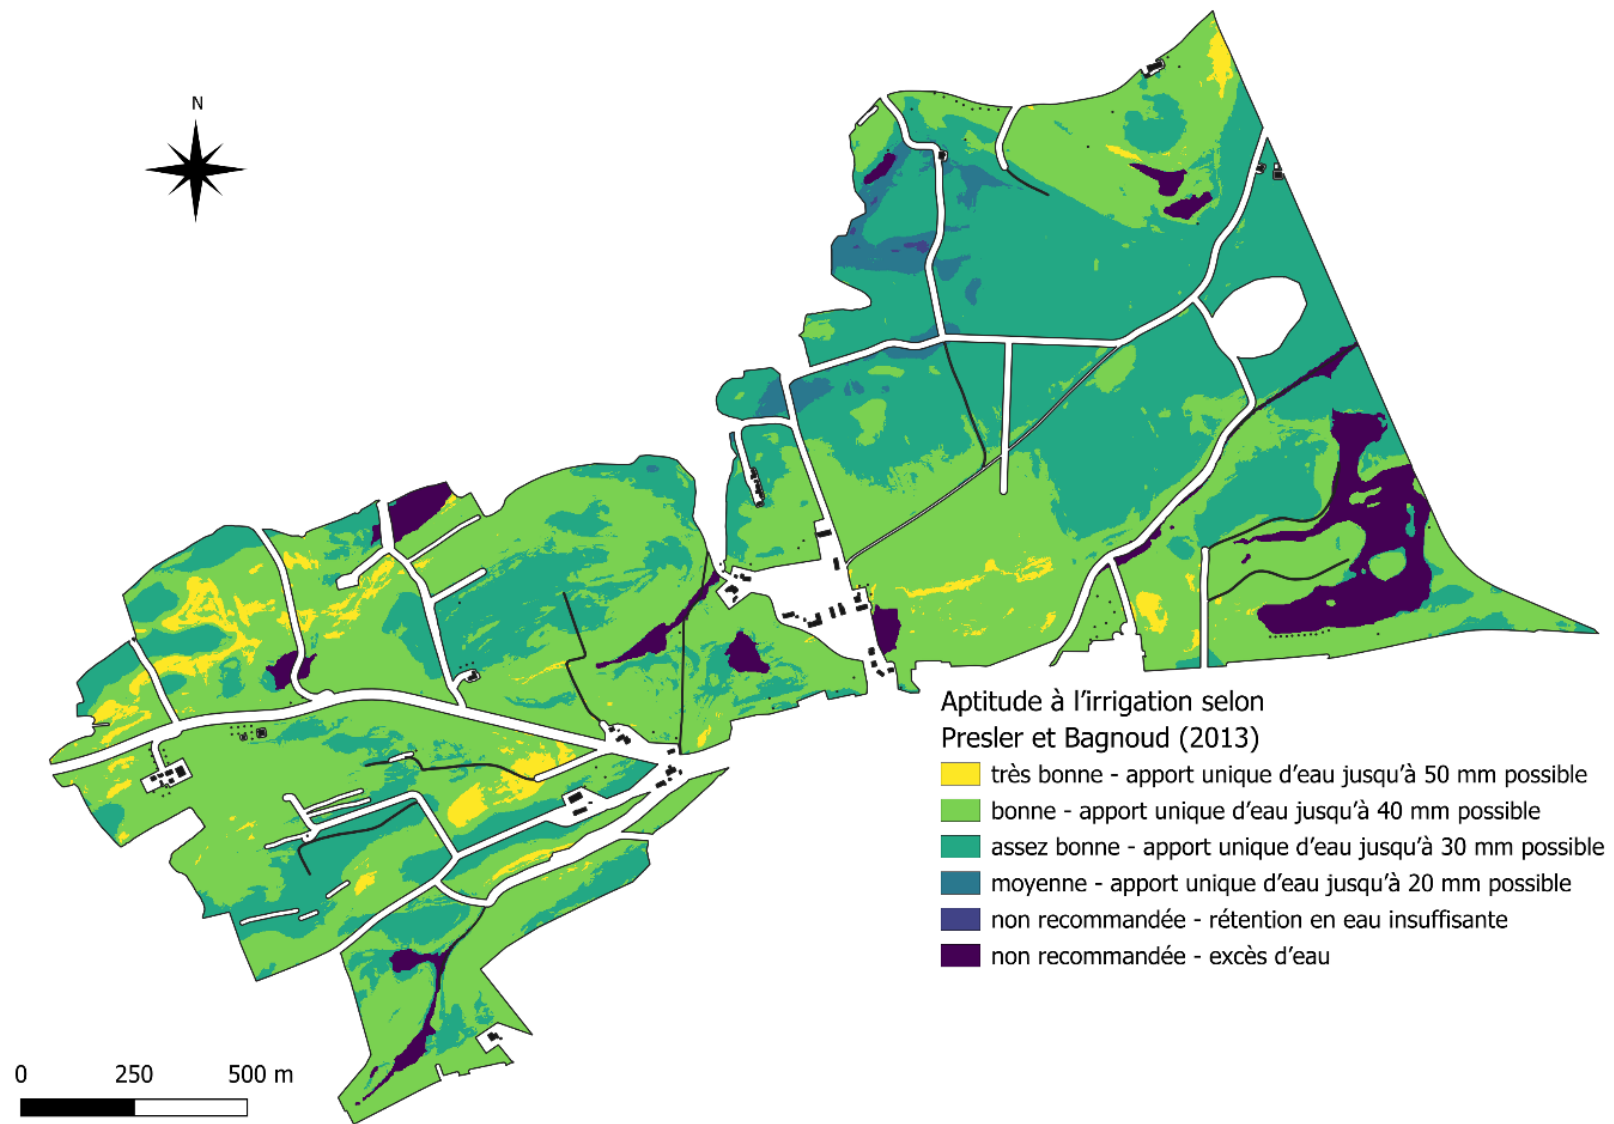 N
Aptitude à l'irrigation selon
Presler et Bagnoud (2013)
très bonne - apport unique d'eau jusqu'à 50 mm possible
bonne - apport unique d'eau jusqu'à 40 mm possible
assez bonne - apport unique d'eau jusqu'à 30 mm possible
moyenne - apport unique d'eau jusqu'à 20 mm possible
non recommandée - rétention en eau insuffisante
non recommandée - excès d'eau
0 250 500 m